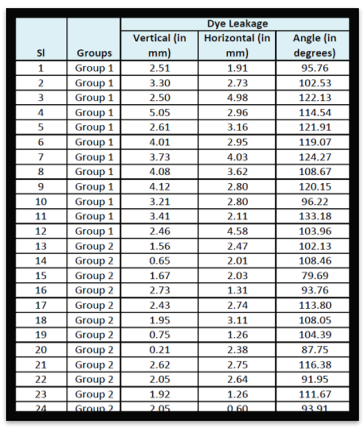 Dye Leakage
Sl Groups Vertical (in mm) Horizontal (in mm) Angle (in degrees)
1 Group 1 2.51 1.91 95.76
2 Group 1 3.30 2.73 102.53
3 Group 1 2.50 4.98 122.13
4 Group 1 5.05 2.96 114.54
5 Group 1 2.61 3.16 121.91
6 Group 1 4.01 2.95 119.07
7 Group 1 3.73 4.03 124.27
8 Group 1 4.08 3.62 108.67
9 Group 1 4.12 2.80 120.15
10 Group 1 3.21 2.80 96.22
11 Group 1 3.41 2.11 133.18
12 Group 1 2.46 4.58 103.96
13 Group 2 1.56 2.47 102.13
14 Group 2 0.65 2.01 108.46
15 Group 2 1.67 2.03 79.69
16 Group 2 2.73 1.31 93.76
17 Group 2 2.43 2.74 113.80
18 Group 2 1.95 3.11 108.05
19 Group 2 0.75 1.26 104.39
20 Group 2 0.21 2.38 87.75
21 Group 2 2.62 2.75 116.38
22 Group 2 2.05 2.64 91.95
23 Group 2 1.92 1.26 111.67
24 Group 2 2.05 0.60 93.91